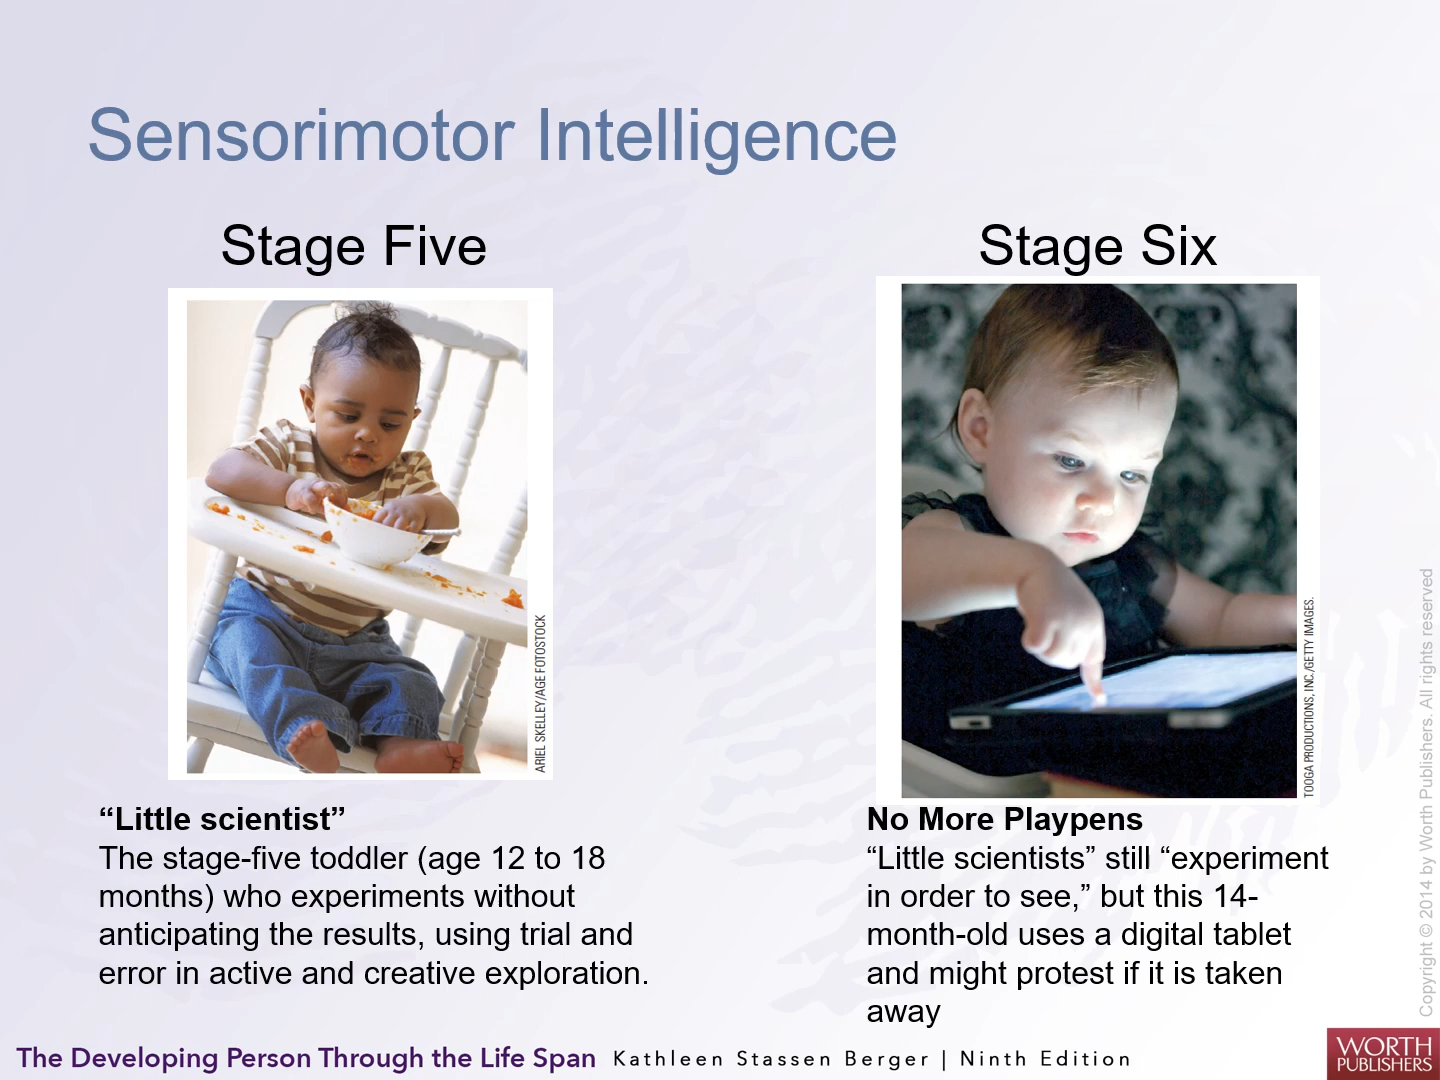 Sensorimotor Intelligence
Stage Five
ARIEL SKELLEY/AGE FOTOSTOCK
“Little scientist”
The stage-five toddler (age 12 to 18
months) who experiments without
anticipating the results, using trial and
error in active and creative exploration.
Stage Six
TOOGA PRODUCTIONS, INC./GETTY IMAGES.
No More Playpens
“Little scientists” still “experiment
in order to see,” but this 14-
month-old uses a digital tablet
and might protest if it is taken
away
Copyright © 2014 by Worth Publishers. All rights reserved
The Developing Person Through the Life Span Kathleen Stassen Berger | Ninth Edition
WORTH
PUBLISHERS